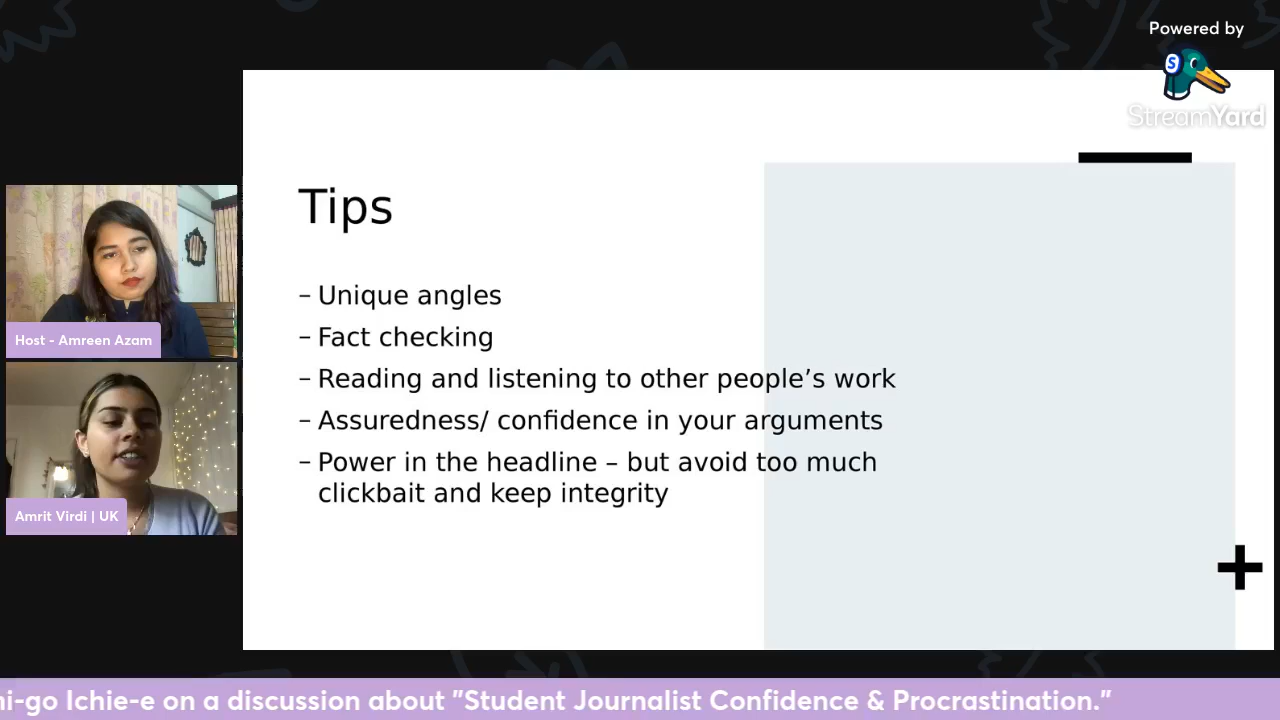 Powered by
StreamYard
Tips
– Unique angles
– Fact checking
– Reading and listening to other people’s work
– Assuredness/ confidence in your arguments
– Power in the headline – but avoid too much
clickbait and keep integrity
Host - Amreen Azam
Amrit Virdi | UK
Ichie-e on a discussion about "Student Journalist Confidence & Procrastination."